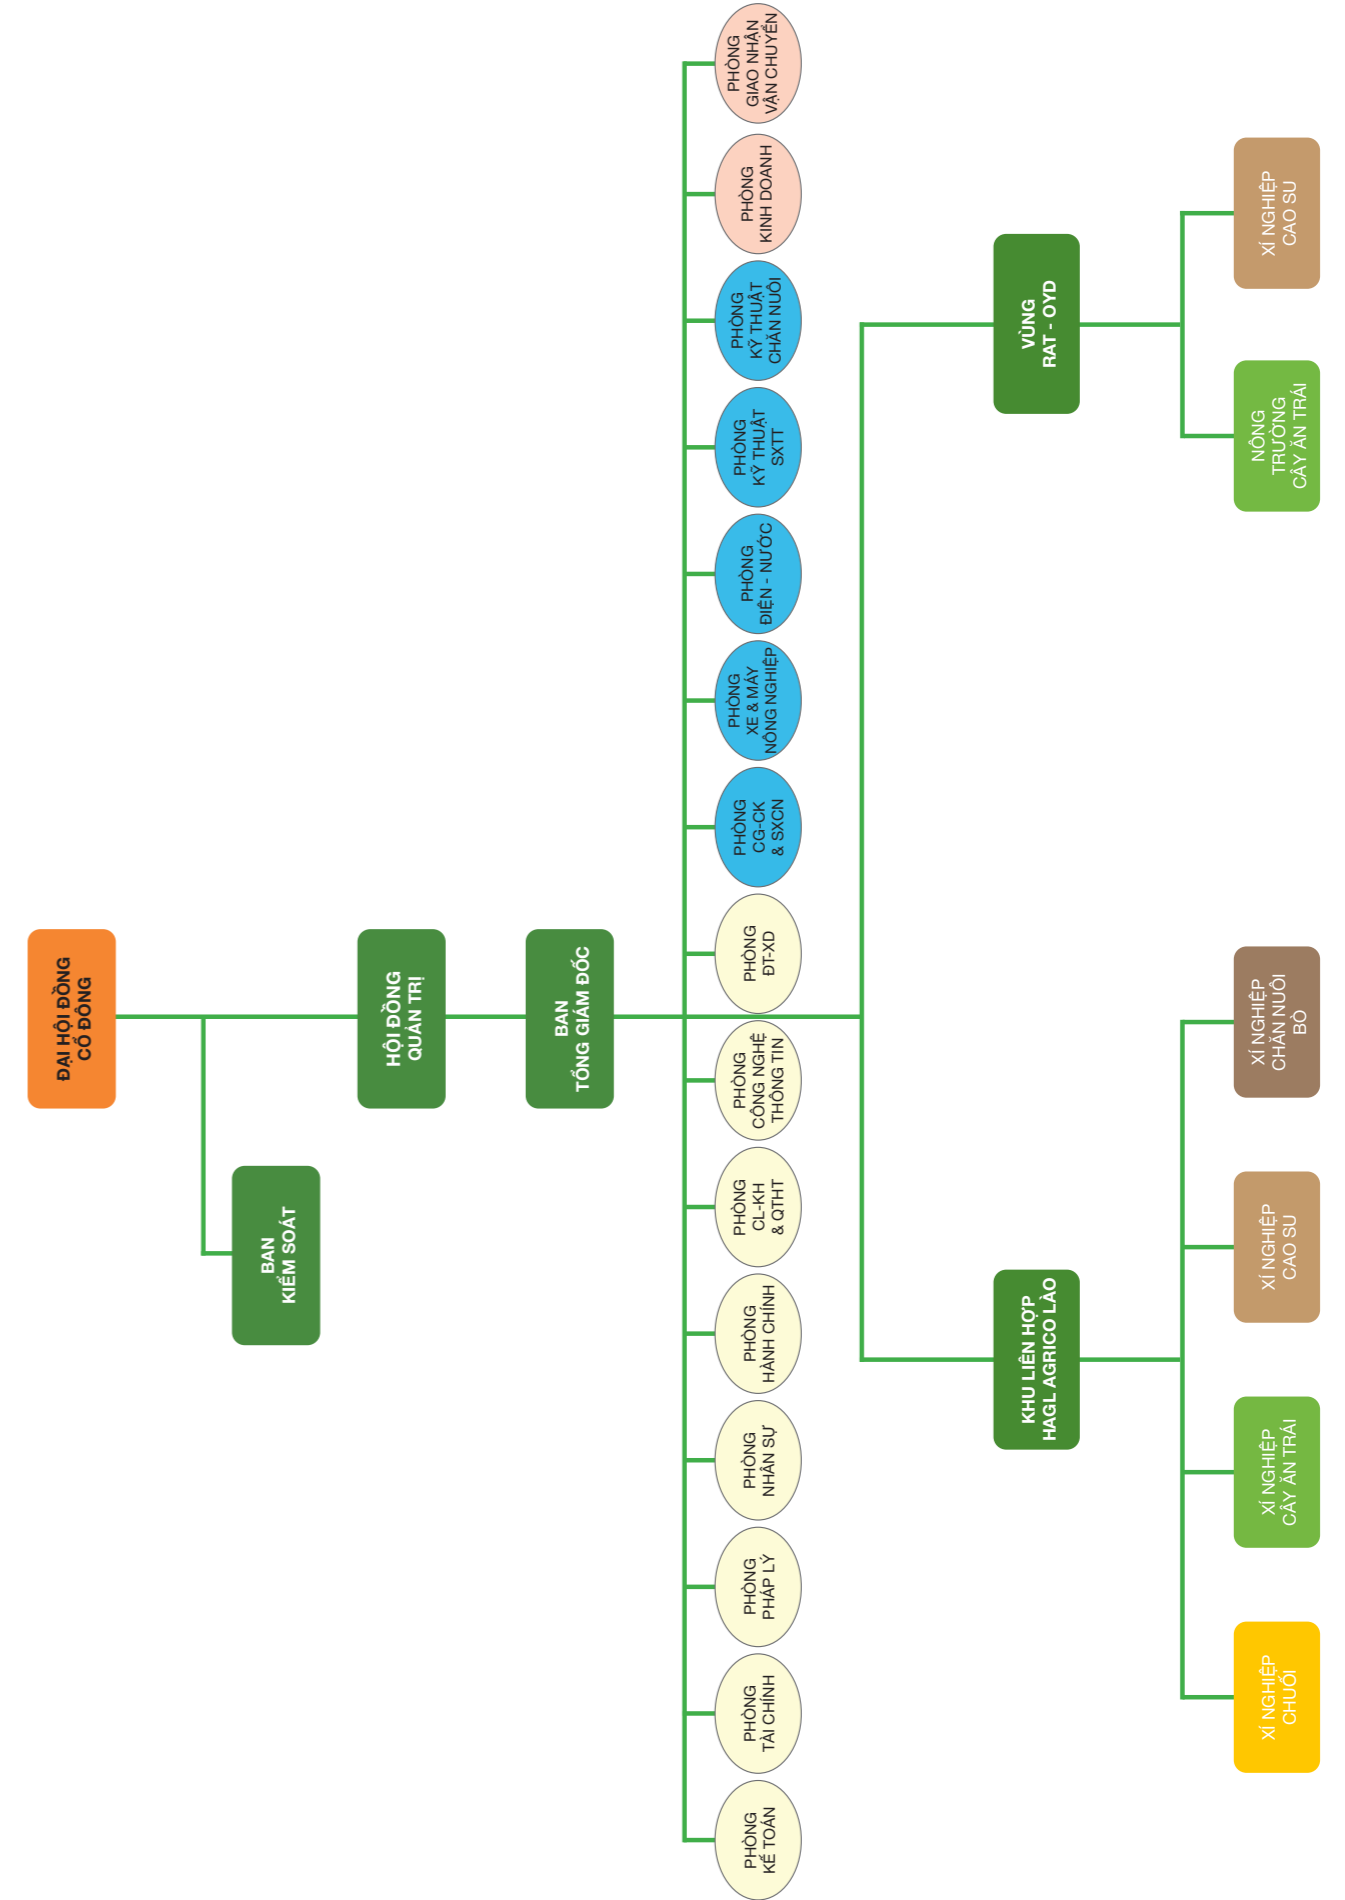 ĐẠI HỘI ĐỒNG
CỔ ĐÔNG
BAN
KIỂM SOÁT
HỘI ĐỒNG
QUẢN TRỊ
BAN
TỔNG GIÁM ĐỐC
PHÒNG
KẾ TOÁN
PHÒNG
TÀI CHÍNH
PHÒNG
PHÁP LÝ
PHÒNG
NHÂN SỰ
PHÒNG
HÀNH CHÍNH
PHÒNG
CL-KH
& QTHT
PHÒNG
CÔNG NGHỆ
THÔNG TIN
PHÒNG
ĐT-XD
PHÒNG
CG-CK
& SXCN
PHÒNG
XE & MÁY
NÔNG NGHIỆP
PHÒNG
ĐIỆN - NƯỚC
PHÒNG
KỸ THUẬT
SXTT
PHÒNG
KỸ THUẬT
CHĂN NUÔI
PHÒNG
KINH DOANH
PHÒNG
GIAO NHẬN
VẬN CHUYỂN
KHU LIÊN HỢP
HAGL AGRICO LÀO
VÙNG
RAT - OYD
XÍ NGHIỆP
CHUỐI
XÍ NGHIỆP
CÂY ĂN TRÁI
XÍ NGHIỆP
CAO SU
XÍ NGHIỆP
CHĂN NUÔI
BÒ
NÔNG
TRƯỜNG
CÂY ĂN TRÁI
XÍ NGHIỆP
CAO SU